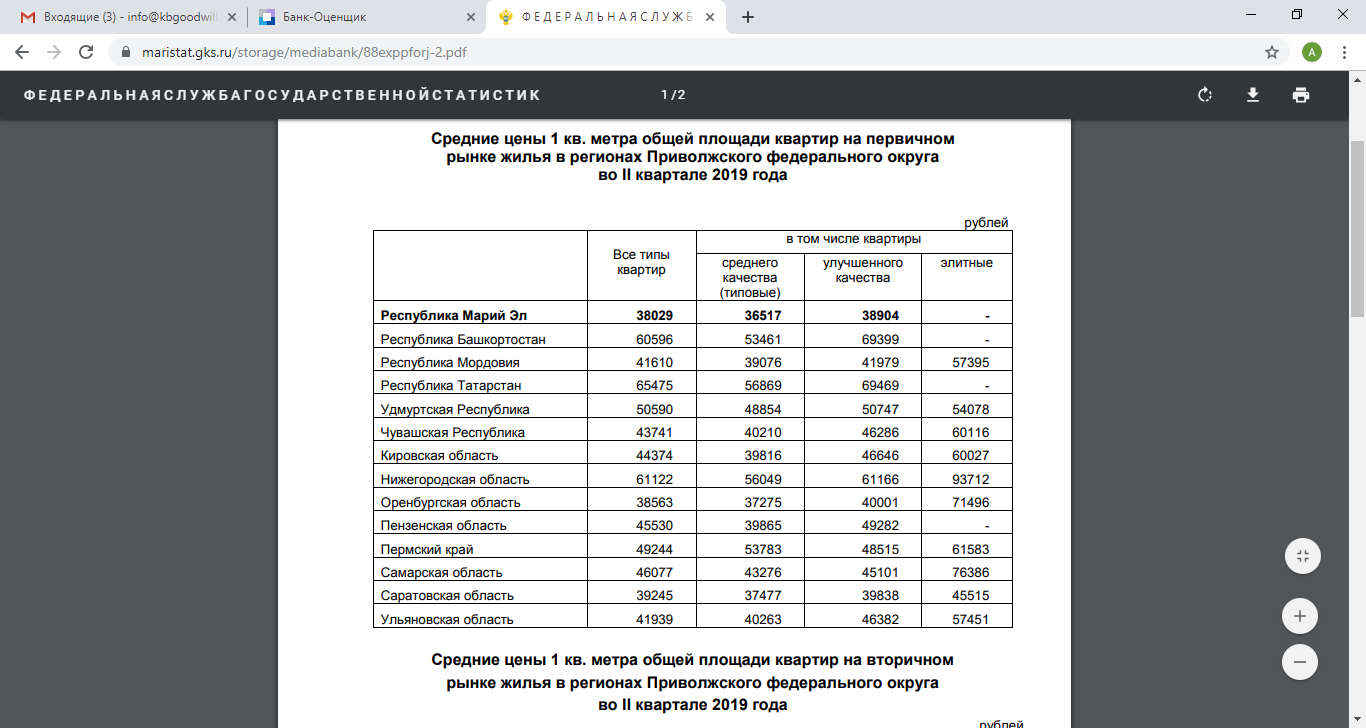 Входящие (3) - info@kbgoodwill
Банк-Оценщик
Ф Е Д Е Р А Л Ь Н А Я С Л У Ж Б
maristat.gks.ru/storage/mediabank/88exppforj-2.pdf
A
Ф Е Д Е Р А Л Ь Н А Я С Л У Ж Б А Г О С У Д А Р С Т В Е Н Н О Й С Т А Т И С Т И К
1 / 2
Средние цены 1 кв. метра общей площади квартир на первичном
рынке жилья в регионах Приволжского федерального округа
во II квартале 2019 года
рублей
Все типы квартир
в том числе квартиры
среднего качества (типовые)
улучшенного качества
элитные
Республика Марий Эл 38029 36517 38904 -
Республика Башкортостан 60596 53461 69399 -
Республика Мордовия 41610 39076 41979 57395
Республика Татарстан 65475 56869 69469 -
Удмуртская Республика 50590 48854 50747 54078
Чувашская Республика 43741 40210 46286 60116
Кировская область 44374 39816 46646 60027
Нижегородская область 61122 56049 61166 93712
Оренбургская область 38563 37275 40001 71496
Пензенская область 45530 39865 49282 -
Пермский край 49244 53783 48515 61583
Самарская область 46077 43276 45101 76386
Саратовская область 39245 37477 39838 45515
Ульяновская область 41939 40263 46382 57451
Средние цены 1 кв. метра общей площади квартир на вторичном
рынке жилья в регионах Приволжского федерального округа
во II квартале 2019 года
рублей